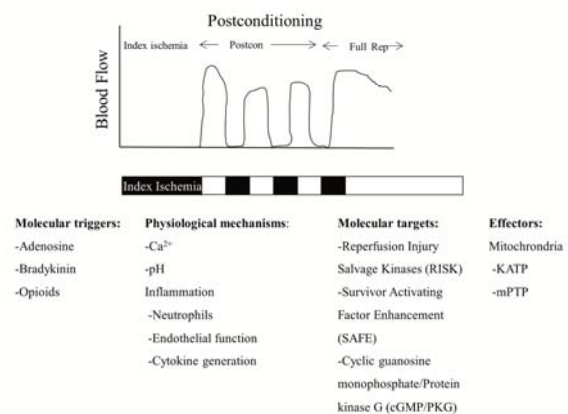 Postconditioning
Index ischemia
Postcon
Full Rep
Blood Flow
Index Ischemia
Molecular triggers:
-Adenosine
-Bradykinin
-Opioids
Physiological mechanisms:
-Ca²⁺
-pH
Inflammation
-Neutrophils
-Endothelial function
-Cytokine generation
Molecular targets:
-Reperfusion Injury
Salvage Kinases (RISK)
-Survivor Activating
Factor Enhancement
(SAFE)
-Cyclic guanosine
monophosphate/Protein
kinase G (cGMP/PKG)
Effectors:
Mitochrondria
-KATP
-mPTP